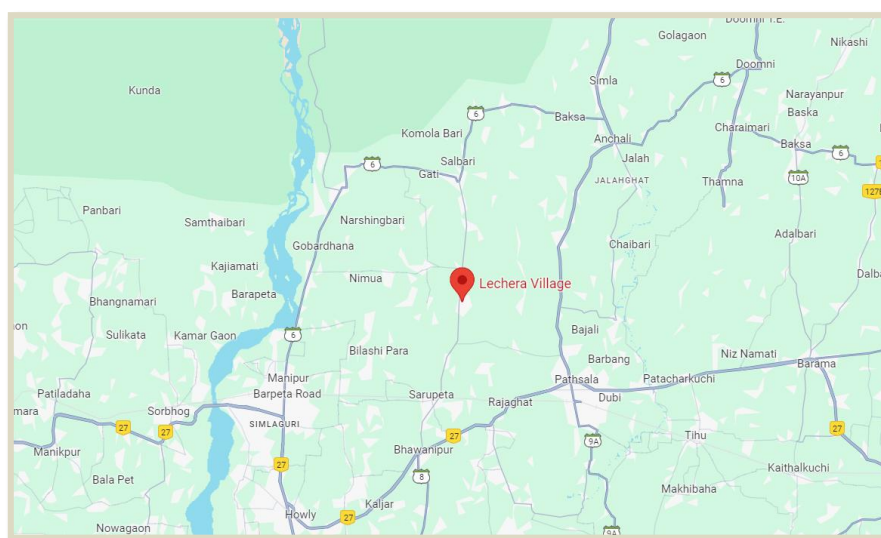 Doomni T.E.
Golagaon
Nikashi
Doomni
Kunda
Simla
6
Narayanpur
Baska
6
Baksa
Komola Bari
Anchali
Charaimari
Baksa
6
Salbari
Jalah
6
Gati
JALAHGHAT
Thamna
10A
Panbari
Samthaibari
Narshingbari
Adalbari
Gobardhana
Chaibari
Kajiamati
Nimua
Lechera Village
Barapeta
Bhangnamari
Sulikata
Kamar Gaon
6
Bajali
Bilashi Para
Barbang
Niz Namati
Barama
Manipur
Pathsala
Patacharkuchi
Patiladaha
Barpeta Road
Sarupeta
Rajaghat
Dubi
Sorbhog
SIMLAGURI
27
27
27
Tihu
27
Manikpur
Bhawanipur
9A
27
8
Kaithalkuchi
Bala Pet
Makhibaha
Kaljar
Howly
27
Nowagaon
9A